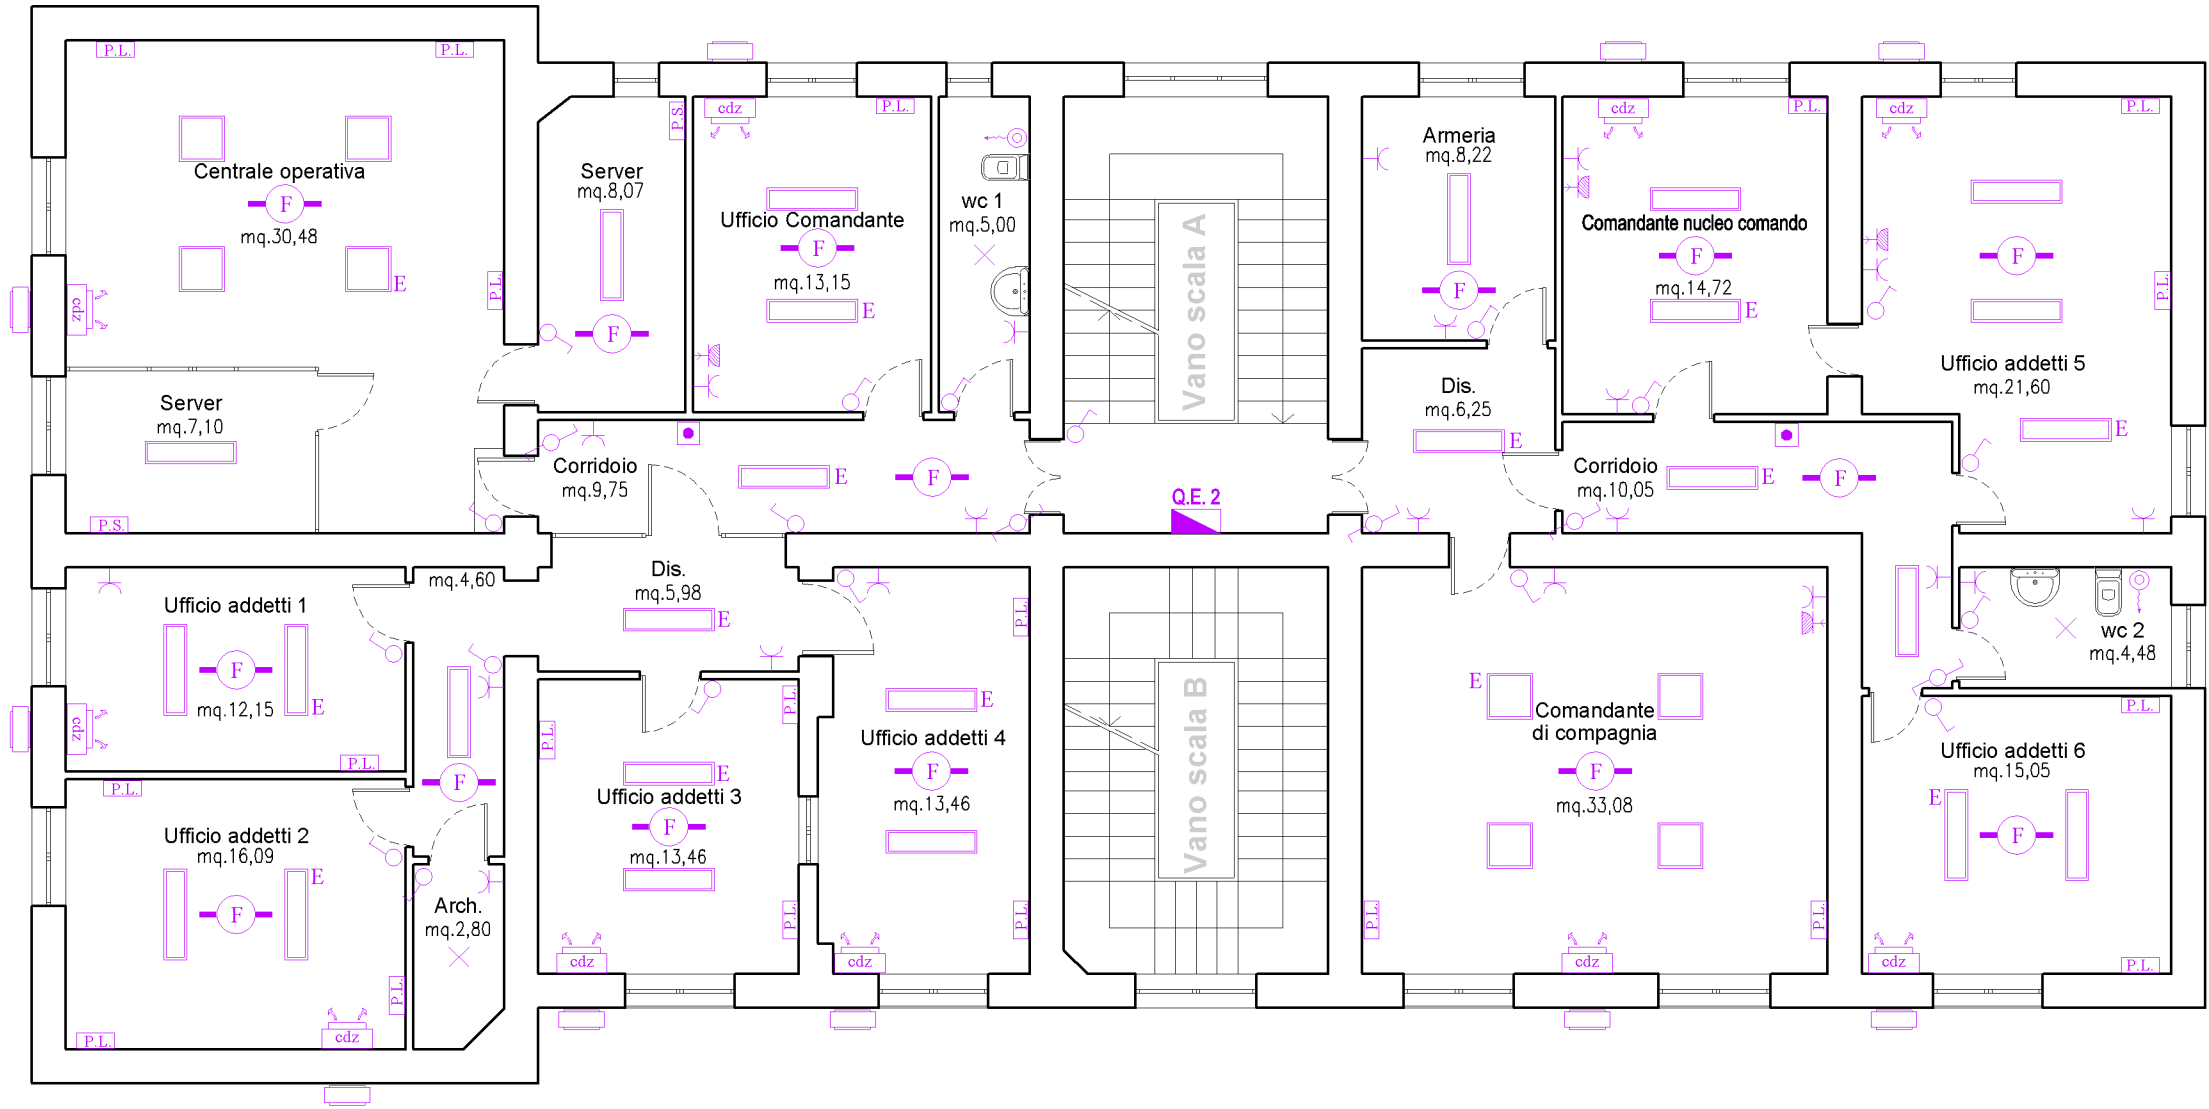 P.L.
P.L.
Centrale operativa
F
mq.30,48
E
cdz
P.L.
Server
mq.7,10
P.S.
Server
mq.8,07
F
P.S.
cdz
P.L.
Ufficio Comandante
F
mq.13,15
E
wc 1
mq.5,00
Vano scala A
Armeria
mq.8,22
F
cdz
P.L.
Comandante nucleo comando
F
mq.14,72
E
cdz
P.L.
F
P.L.
Ufficio addetti 5
mq.21,60
E
Dis.
mq.6,25
E
Corridoio
mq.9,75
E
F
Q.E. 2
Corridoio
mq.10,05
E
F
mq.4,60
Dis.
mq.5,98
E
Ufficio addetti 1
F
mq.12,15
E
cdz
P.L.
F
P.L.
Ufficio addetti 2
mq.16,09
E
F
P.L.
P.L.
cdz
Arch.
mq.2,80
P.L.
P.L.
E
Ufficio addetti 3
F
mq.13,46
P.L.
cdz
P.L.
E
Ufficio addetti 4
F
mq.13,46
P.L.
cdz
Vano scala B
E
Comandante
di compagnia
F
mq.33,08
P.L.
P.L.
cdz
wc 2
mq.4,48
P.L.
Ufficio addetti 6
mq.15,05
E
F
cdz
P.L.